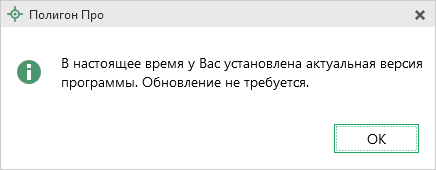 Полигон Про
В настоящее время у Вас установлена актуальная версия
программы. Обновление не требуется.
OK